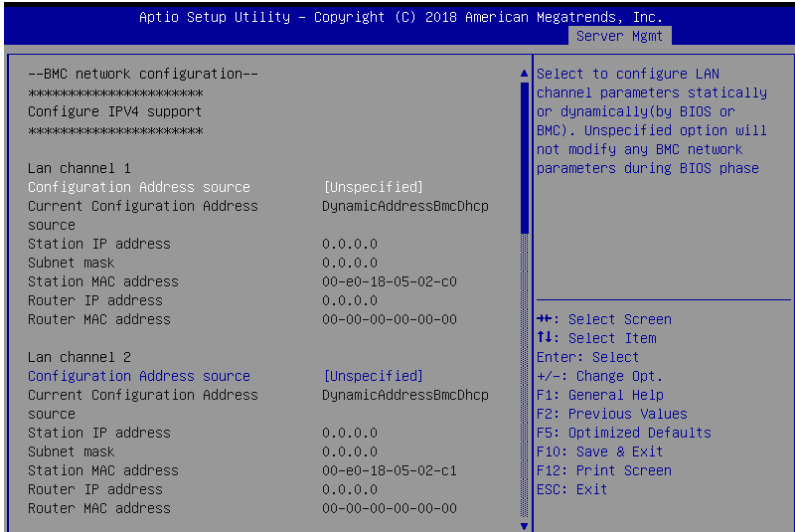 Aptio Setup Utility – Copyright (C) 2018 American Megatrends, Inc.
Server Mgmt
--BMC network configuration--
***********************
Configure IPV4 support
***********************
Lan channel 1
Configuration Address source [Unspecified]
Current Configuration Address DynamicAddressBmcDhcp
source
Station IP address 0.0.0.0
Subnet mask 0.0.0.0
Station MAC address 00-e0-18-05-02-c0
Router IP address 0.0.0.0
Router MAC address 00-00-00-00-00-00
Lan channel 2
Configuration Address source [Unspecified]
Current Configuration Address DynamicAddressBmcDhcp
source
Station IP address 0.0.0.0
Subnet mask 0.0.0.0
Station MAC address 00-e0-18-05-02-c1
Router IP address 0.0.0.0
Router MAC address 00-00-00-00-00-00
Select to configure LAN
channel parameters statically
or dynamically(by BIOS or
BMC). Unspecified option will
not modify any BMC network
parameters during BIOS phase
→←: Select Screen
↑↓: Select Item
Enter: Select
+/-: Change Opt.
F1: General Help
F2: Previous Values
F5: Optimized Defaults
F10: Save & Exit
F12: Print Screen
ESC: Exit